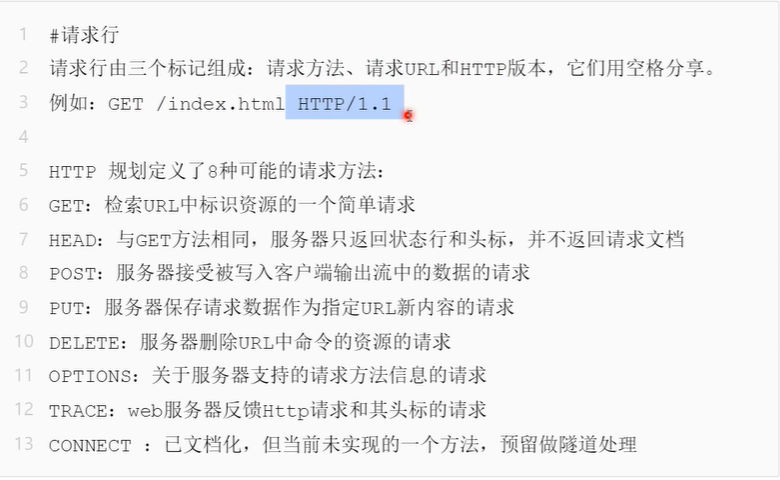 1 #请求行
2 请求行由三个标记组成：请求方法、请求URL和HTTP版本，它们用空格分享。
3 例如：GET /index.html HTTP/1.1
4
5 HTTP 规划定义了8种可能的请求方法：
6 GET：检索URL中标识资源的一个简单请求
7 HEAD：与GET方法相同，服务器只返回状态行和头标，并不返回请求文档
8 POST：服务器接受被写入客户端输出流中的数据的请求
9 PUT：服务器保存请求数据作为指定URL新内容的请求
10 DELETE：服务器删除URL中命令的资源的请求
11 OPTIONS：关于服务器支持的请求方法信息的请求
12 TRACE：web服务器反馈Http请求和其头标的请求
13 CONNECT ：已文档化，但当前未实现的一个方法，预留做隧道处理